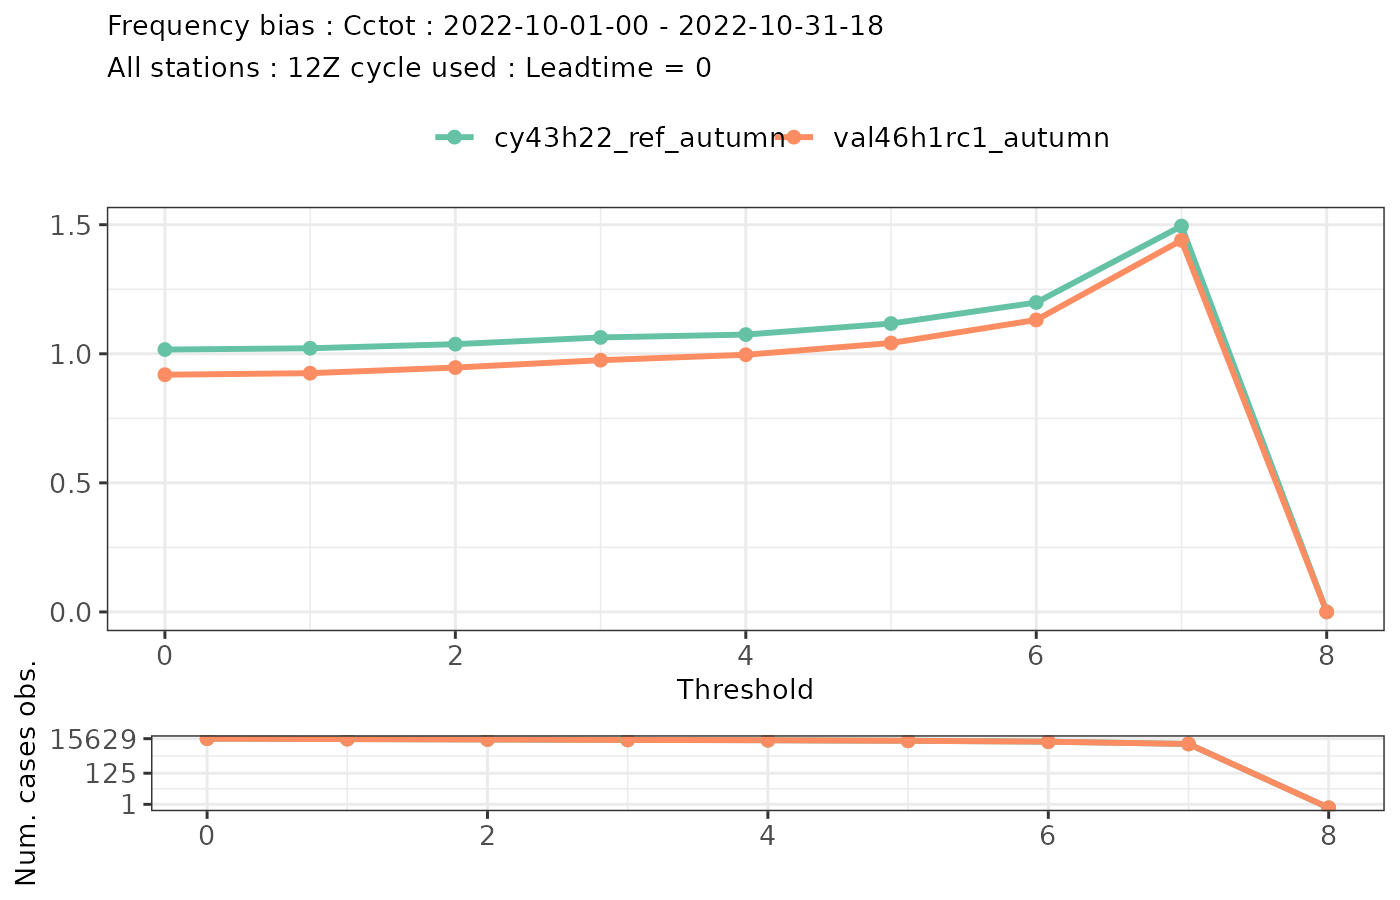 Frequency bias : Cctot : 2022-10-01-00 - 2022-10-31-18
All stations : 12Z cycle used : Leadtime = 0
cy43h22_ref_autumn val46h1rc1_autumn
1.5
1.0
0.5
0.0
0 2 4 6 8
Threshold
Num. cases obs.
15629
125
1
0 2 4 6 8